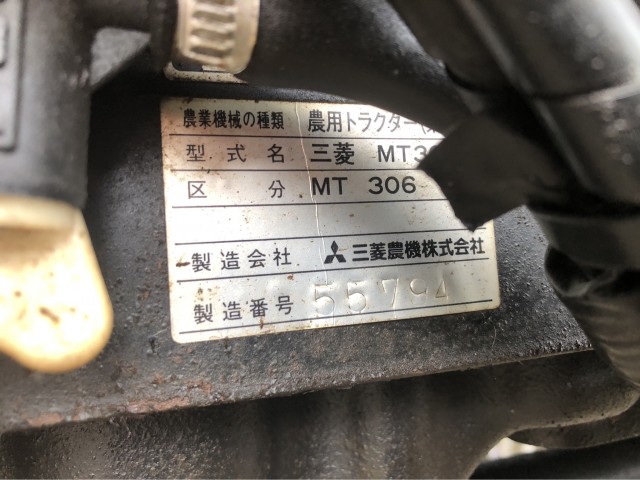 農業機械の種類 農用トラクター(
型式名 三菱 MT3
区分 MT 306
製造会社 三菱農機株式会社
製造番号 55794